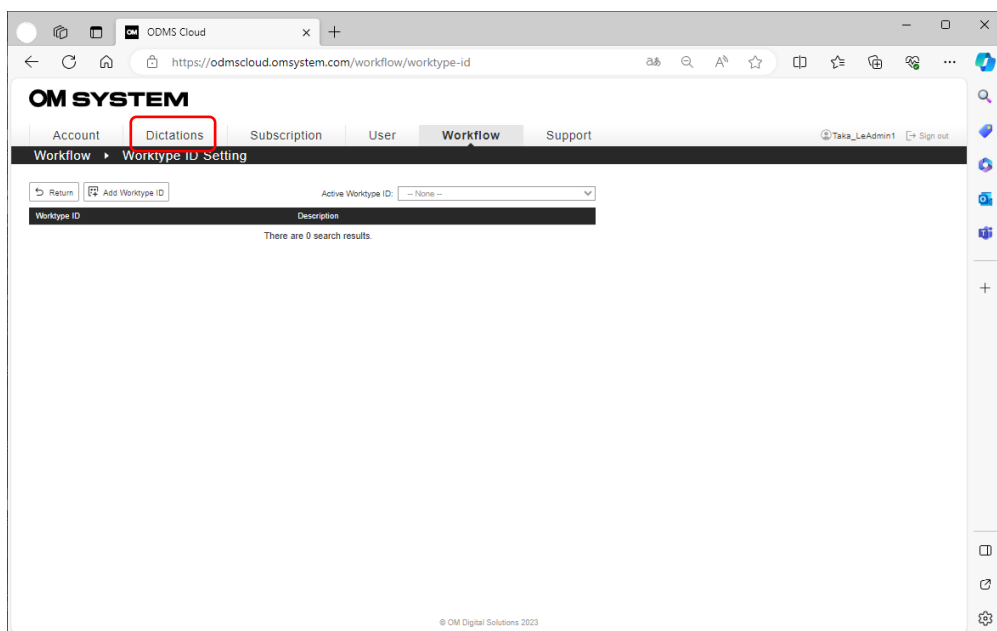 OM ODMS Cloud
https://odmscloud.omsystem.com/workflow/worktype-id
OM SYSTEM
Account Dictations Subscription User Workflow Support Taka_LeAdmin1 Sign out
Workflow Worktype ID Setting
Return Add Worktype ID Active Worktype ID: -- None --
Worktype ID Description
There are 0 search results.
© OM Digital Solutions 2023